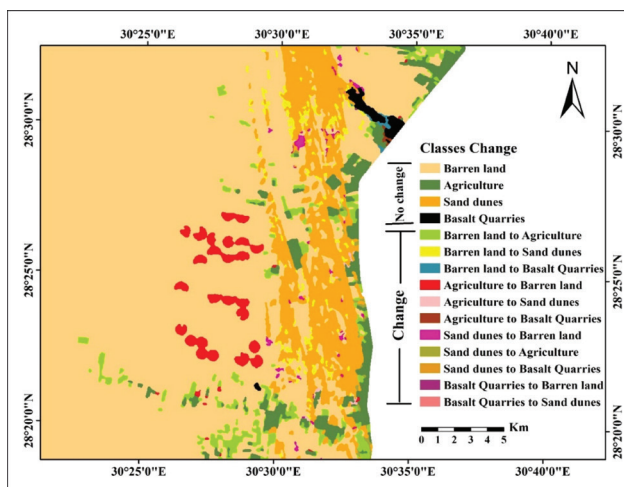 30°25'0"E 30°30'0"E 30°35'0"E 30°40'0"E
N
28°30'0"N
28°30'0"N
Classes Change
No change
Barren land
Agriculture
Sand dunes
Basalt Quarries
Change
Barren land to Agriculture
Barren land to Sand dunes
Barren land to Basalt Quarries
Agriculture to Barren land
Agriculture to Sand dunes
Agriculture to Basalt Quarries
Sand dunes to Barren land
Sand dunes to Agriculture
Sand dunes to Basalt Quarries
Basalt Quarries to Barren land
Basalt Quarries to Sand dunes
28°25'0"N
28°25'0"N
28°20'0"N
28°20'0"N
Km
0 1 2 3 4 5
30°25'0"E 30°30'0"E 30°35'0"E 30°40'0"E